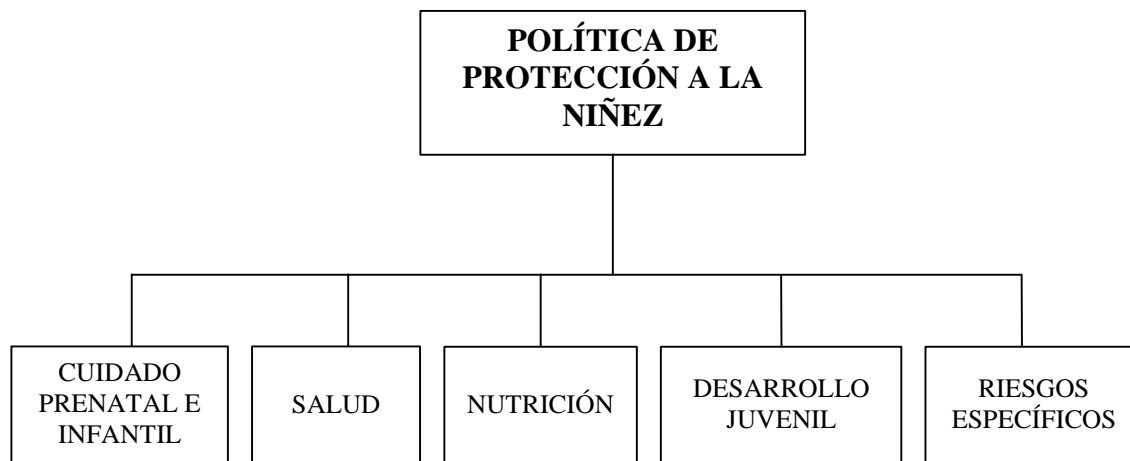 POLÍTICA DE
PROTECCIÓN A LA
NIÑEZ
CUIDADO
PRENATAL E
INFANTIL
SALUD
NUTRICIÓN
DESARROLLO
JUVENIL
RIESGOS
ESPECÍFICOS